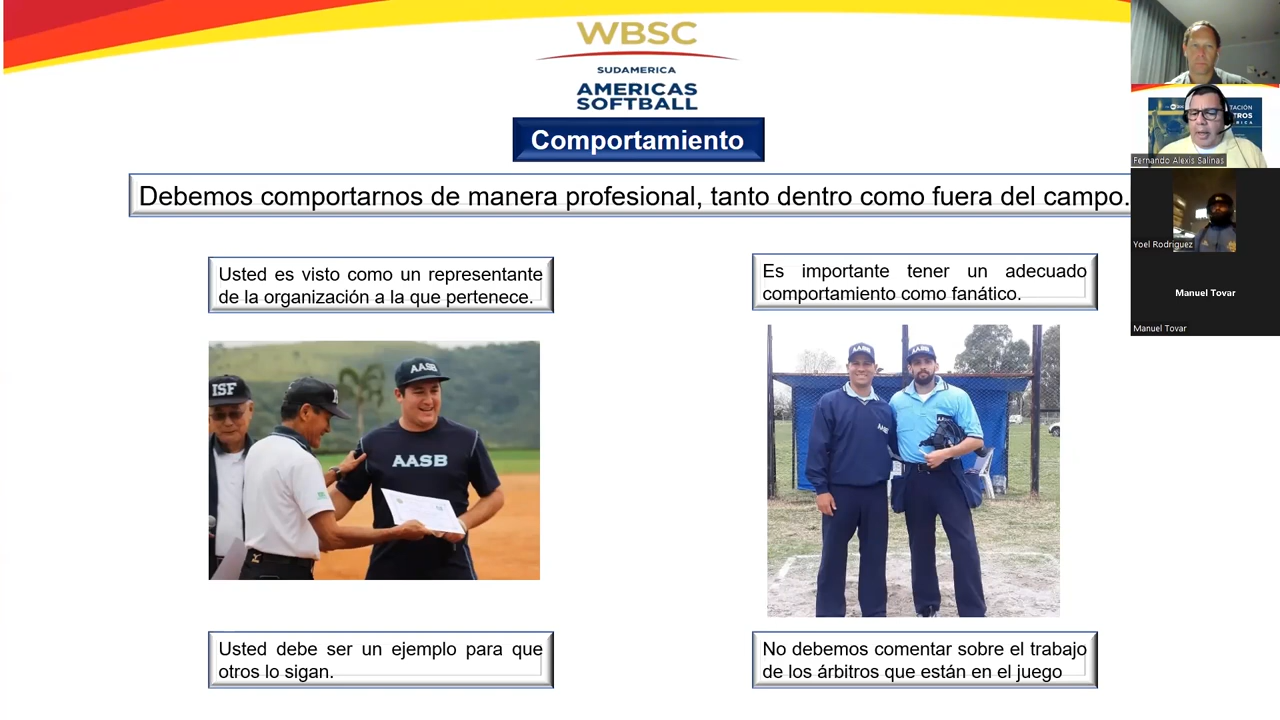 WBSC
SUDAMERICA
AMERICAS
SOFTBALL
Comportamiento
Debemos comportarnos de manera profesional, tanto dentro como fuera del campo.
Usted es visto como un representante
de la organización a la que pertenece.
Es importante tener un adecuado
comportamiento como fanático.
ISF
AASB
AASB
AASB
AASB
AASB
Usted debe ser un ejemplo para que
otros lo sigan.
No debemos comentar sobre el trabajo
de los árbitros que están en el juego
Fernando Alexis Salinas
Yoel Rodriguez
Manuel Tovar
Manuel Tovar